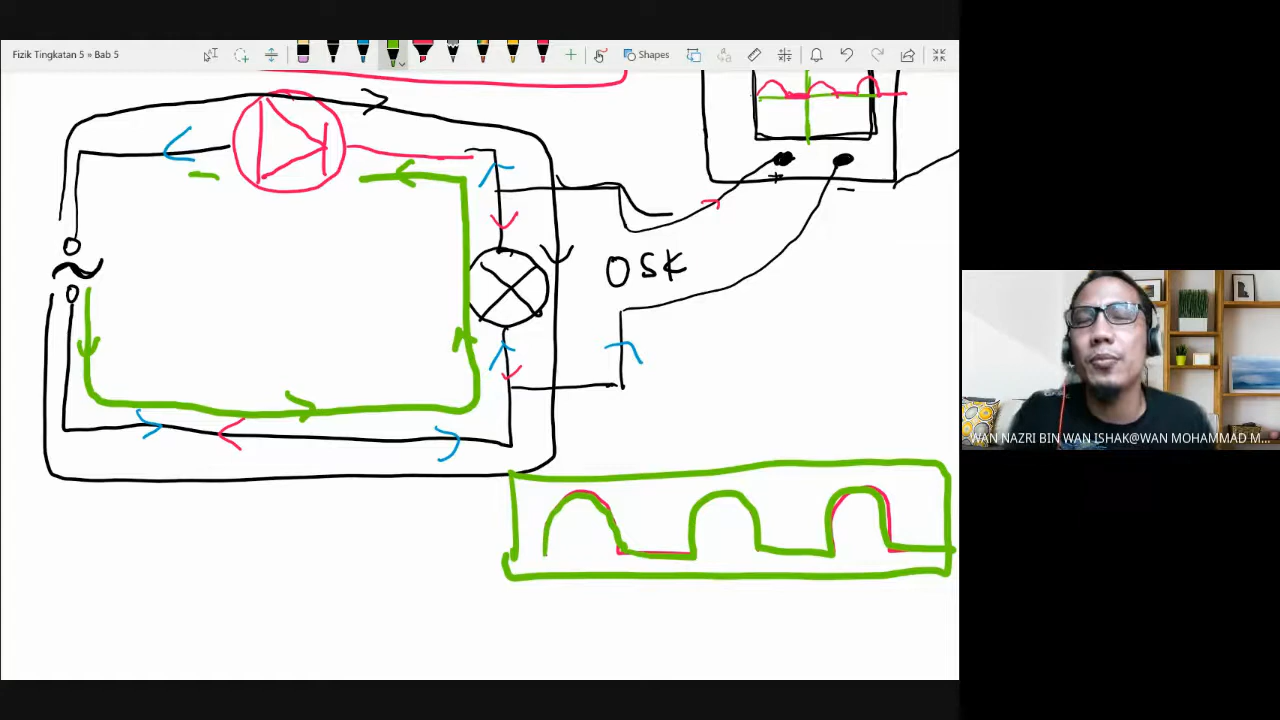 Fizik Tingkatan 5 » Bab 5
Shapes
+
-
OSK
WAN NAZRI BIN WAN ISHAK@WAN MOHAMMAD M...